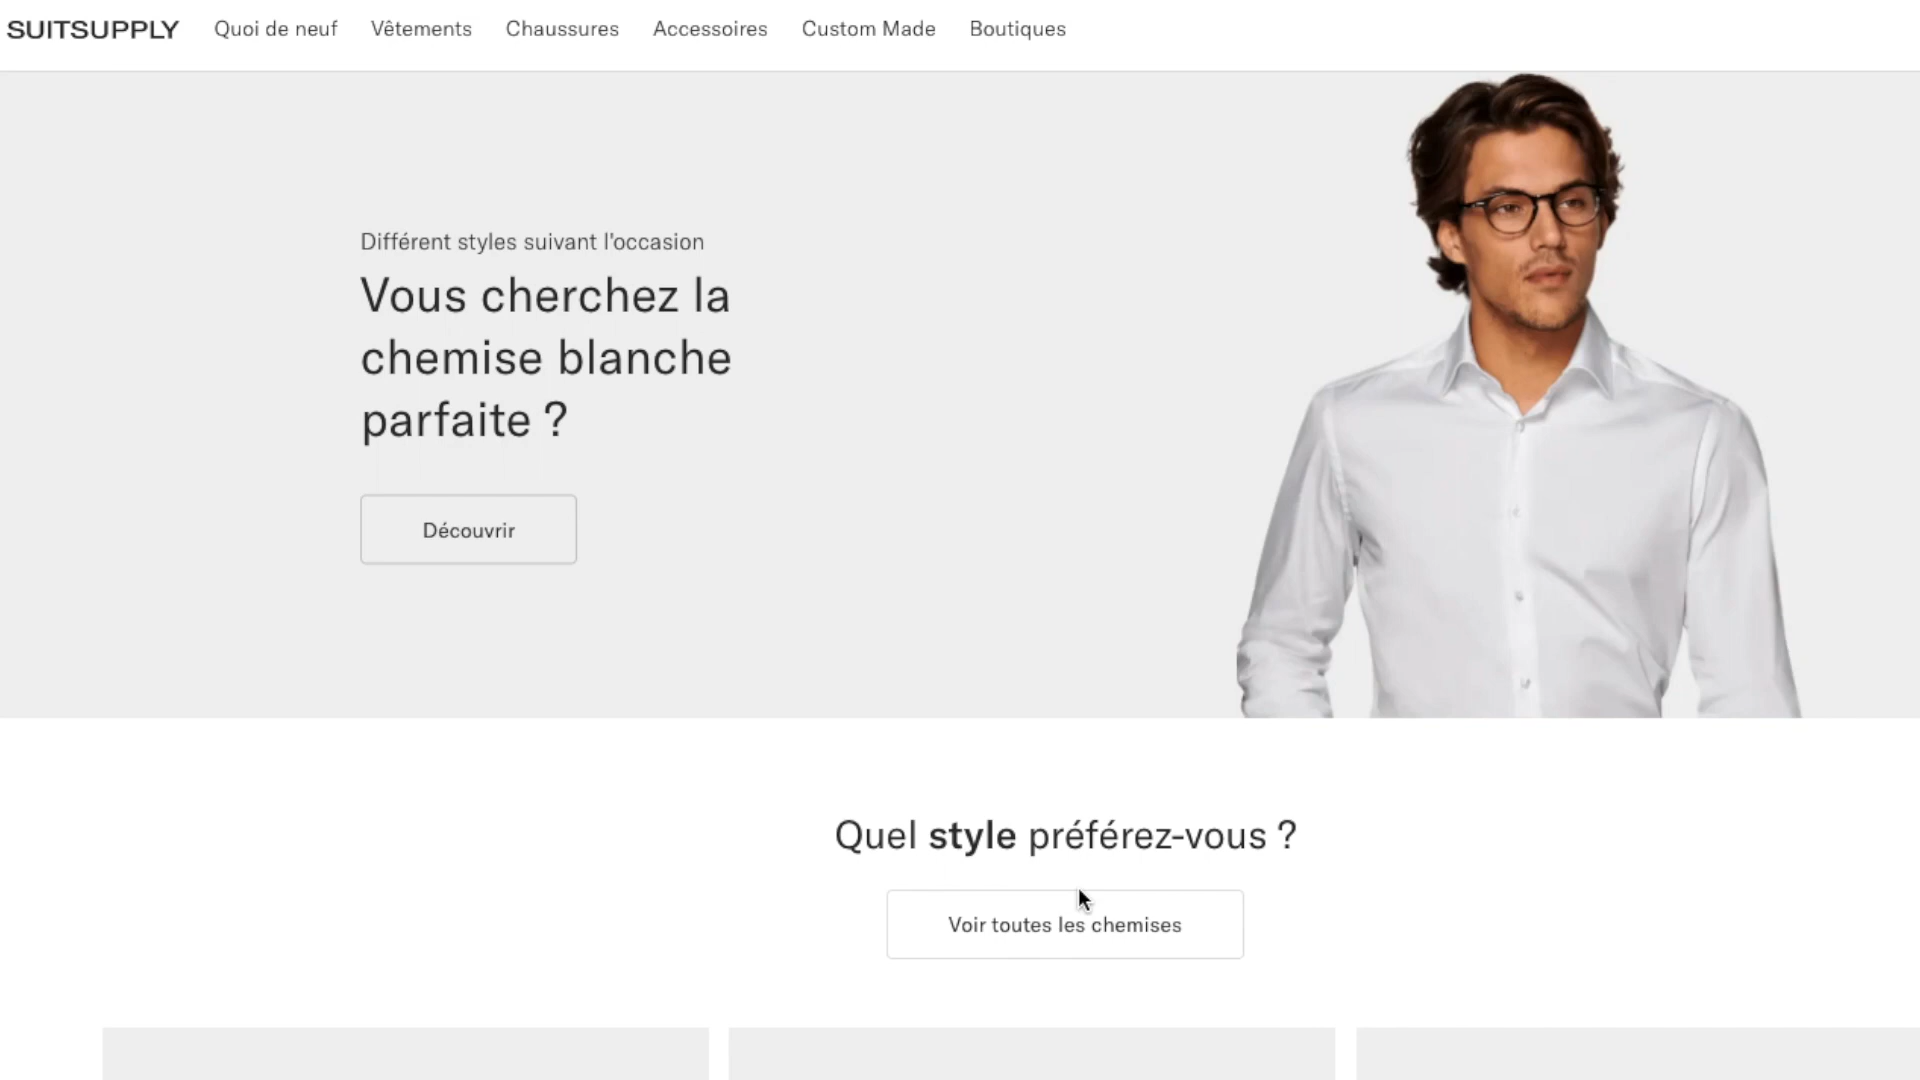 SUITSUPPLY Quoi de neuf Vêtements Chaussures Accessoires Custom Made Boutiques
Différent styles suivant l'occasion
Vous cherchez la
chemise blanche
parfaite ?
Découvrir
Quel style préférez-vous ?
Voir toutes les chemises